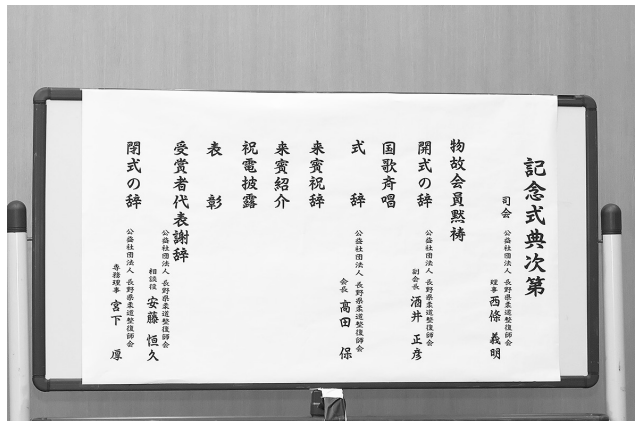 記念式典次第
司会 公益社団法人 長野県柔道整復師会
理事 西條 義明
物故会員黙祷
開式の辞 公益社団法人 長野県柔道整復師会
副会長 酒井 正彦
国歌斉唱
式 辞 公益社団法人 長野県柔道整復師会
会長 高田 保
来賓祝辞
来賓紹介
祝電披露
表 彰
受賞者代表謝辞 公益社団法人 長野県柔道整復師会
相談役 安藤 恒久
閉式の辞 公益社団法人 長野県柔道整復師会
専務理事 宮下 厚